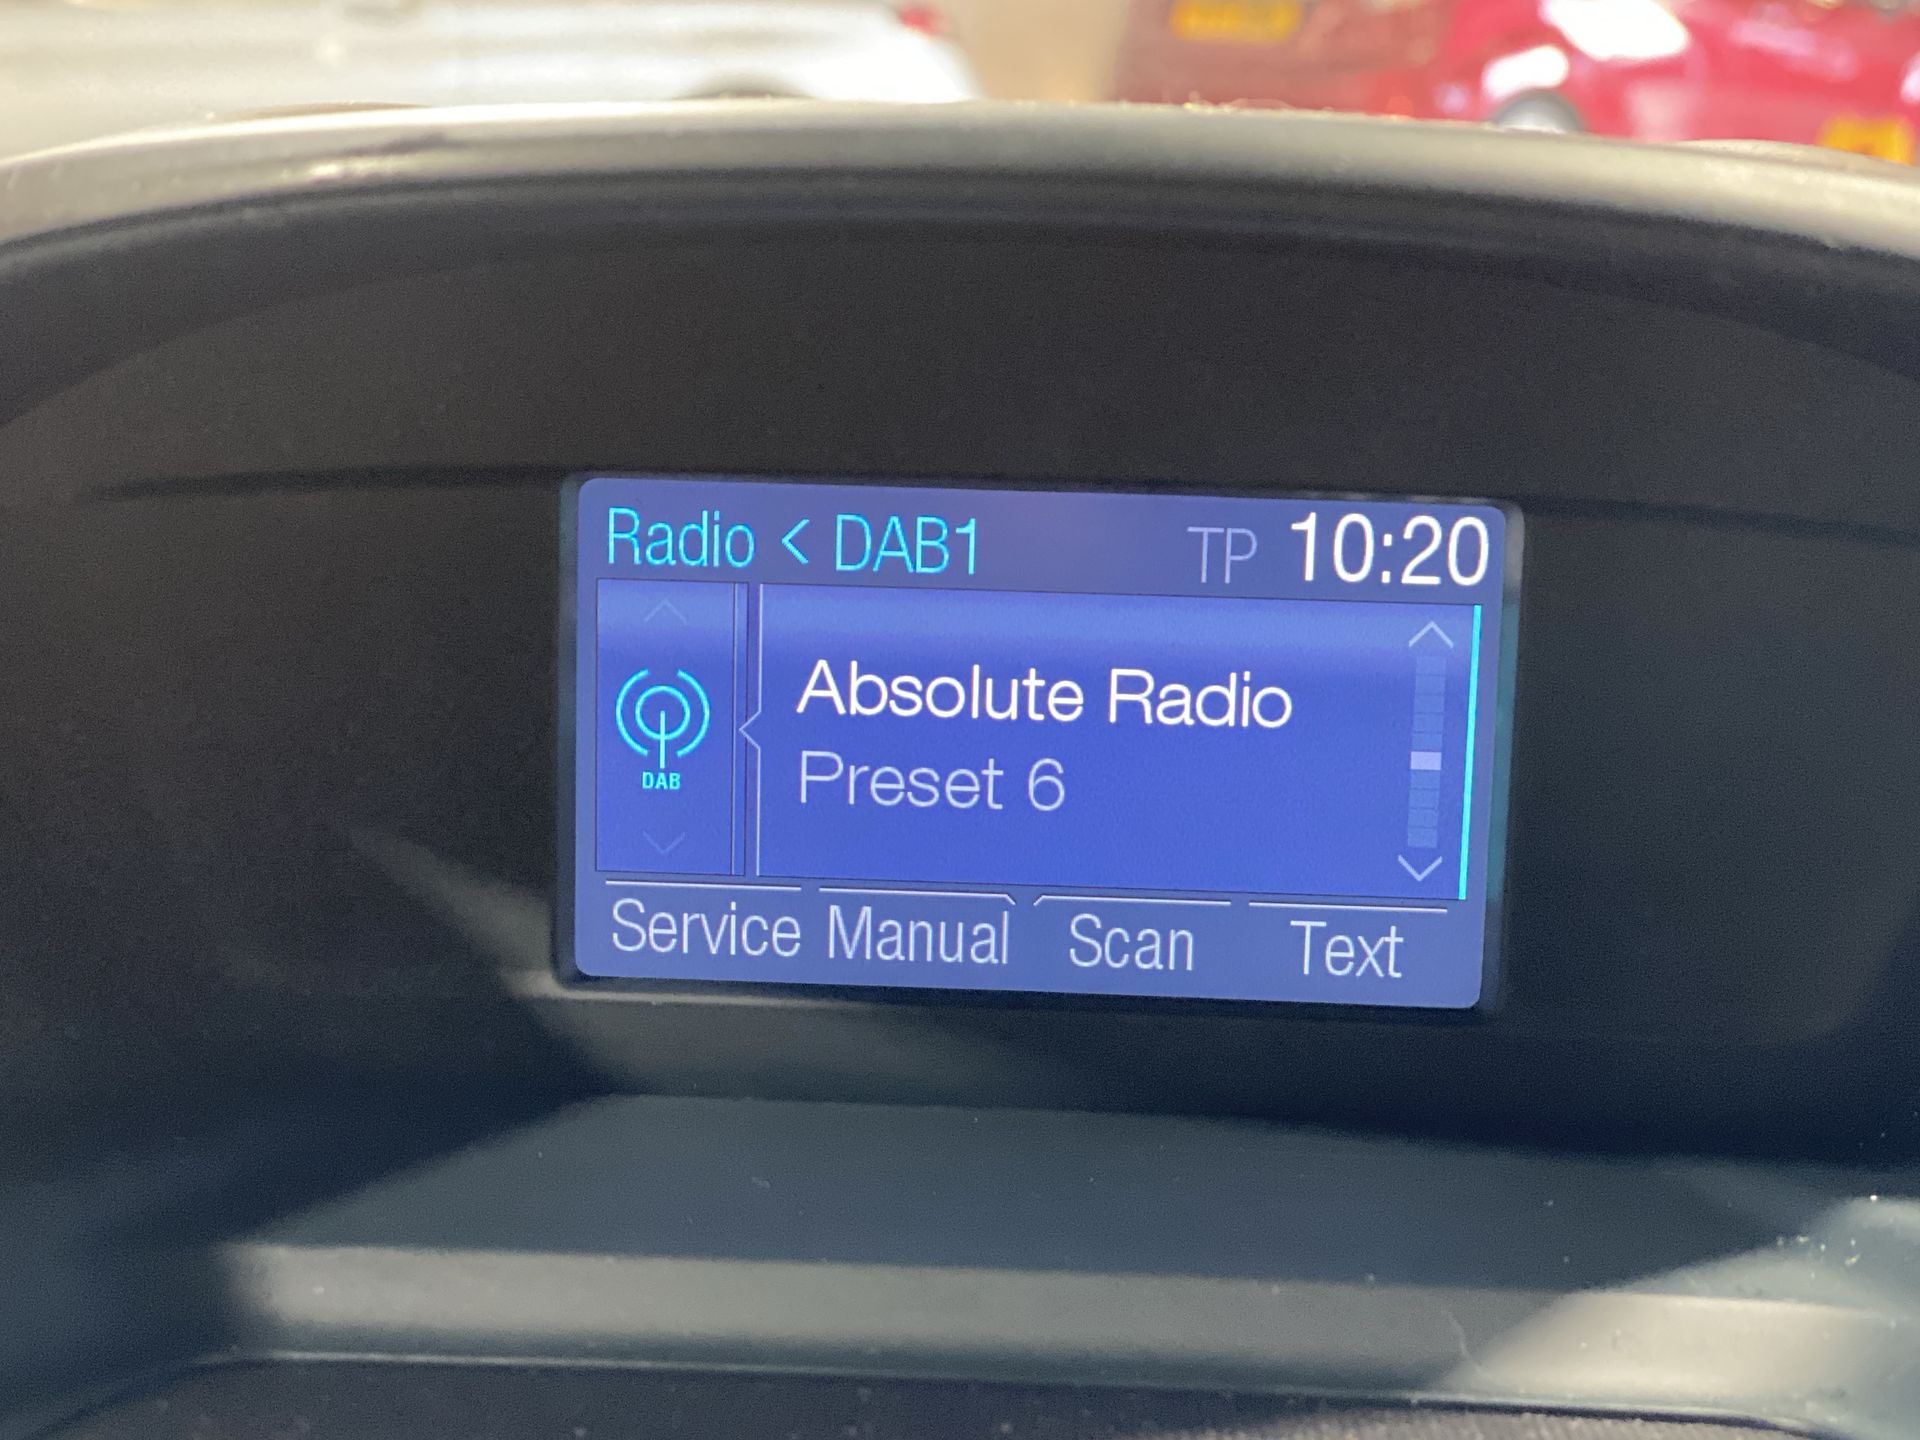 Radio < DAB1 TP 10:20
Absolute Radio
DAB Preset 6
Service Manual Scan Text